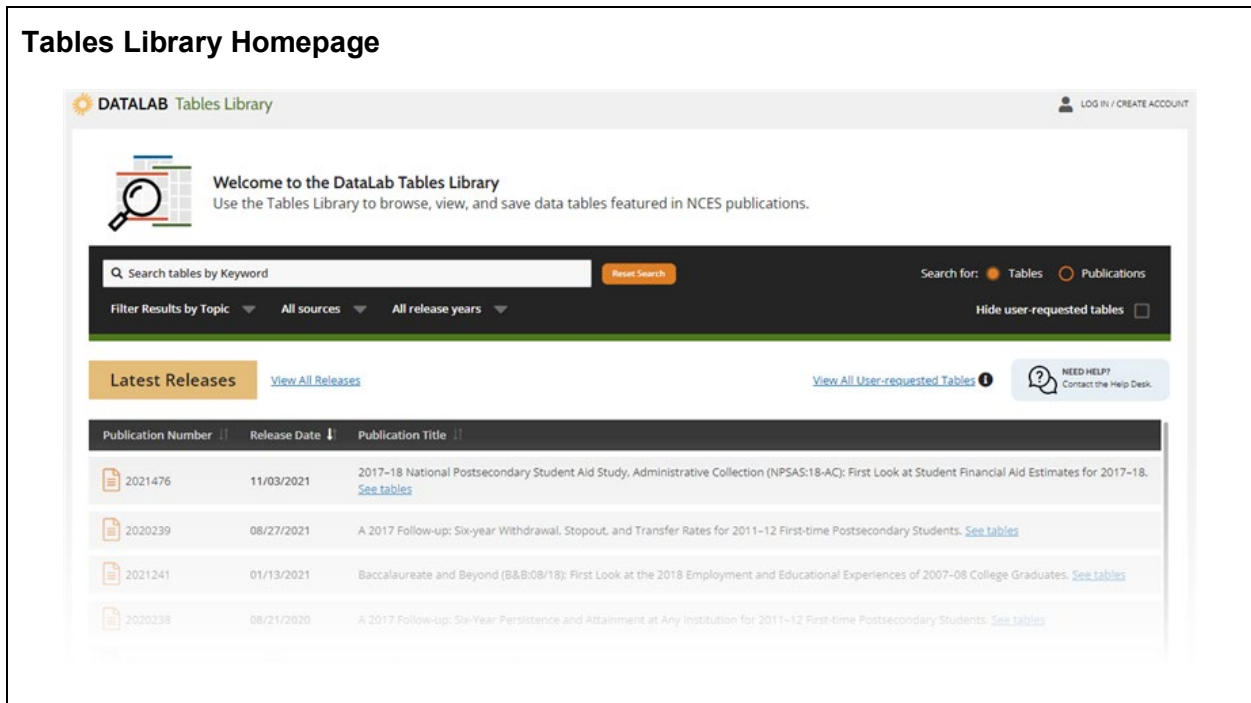 Tables Library Homepage
DATALAB Tables Library
LOG IN / CREATE ACCOUNT
Welcome to the DataLab Tables Library
Use the Tables Library to browse, view, and save data tables featured in NCES publications.
Search tables by Keyword
Reset Search
Search for: Tables Publications
Filter Results by Topic All sources All release years
Hide user-requested tables
Latest Releases
View All Releases
View All User-requested Tables
NEED HELP?
Contact the Help Desk.
Publication Number Release Date Publication Title
2021476 11/03/2021 2017–18 National Postsecondary Student Aid Study, Administrative Collection (NPSAS:18-AC): First Look at Student Financial Aid Estimates for 2017–18.
See tables
2020239 08/27/2021 A 2017 Follow-up: Six-year Withdrawal, Stopout, and Transfer Rates for 2011–12 First-time Postsecondary Students. See tables
2021241 01/13/2021 Baccalaureate and Beyond (B&B:08/18): First Look at the 2018 Employment and Educational Experiences of 2007–08 College Graduates. See tables
2020238 08/21/2020 A 2017 Follow-up: Six-Year Persistence and Attainment at Any Institution for 2011–12 First-time Postsecondary Students. See tables